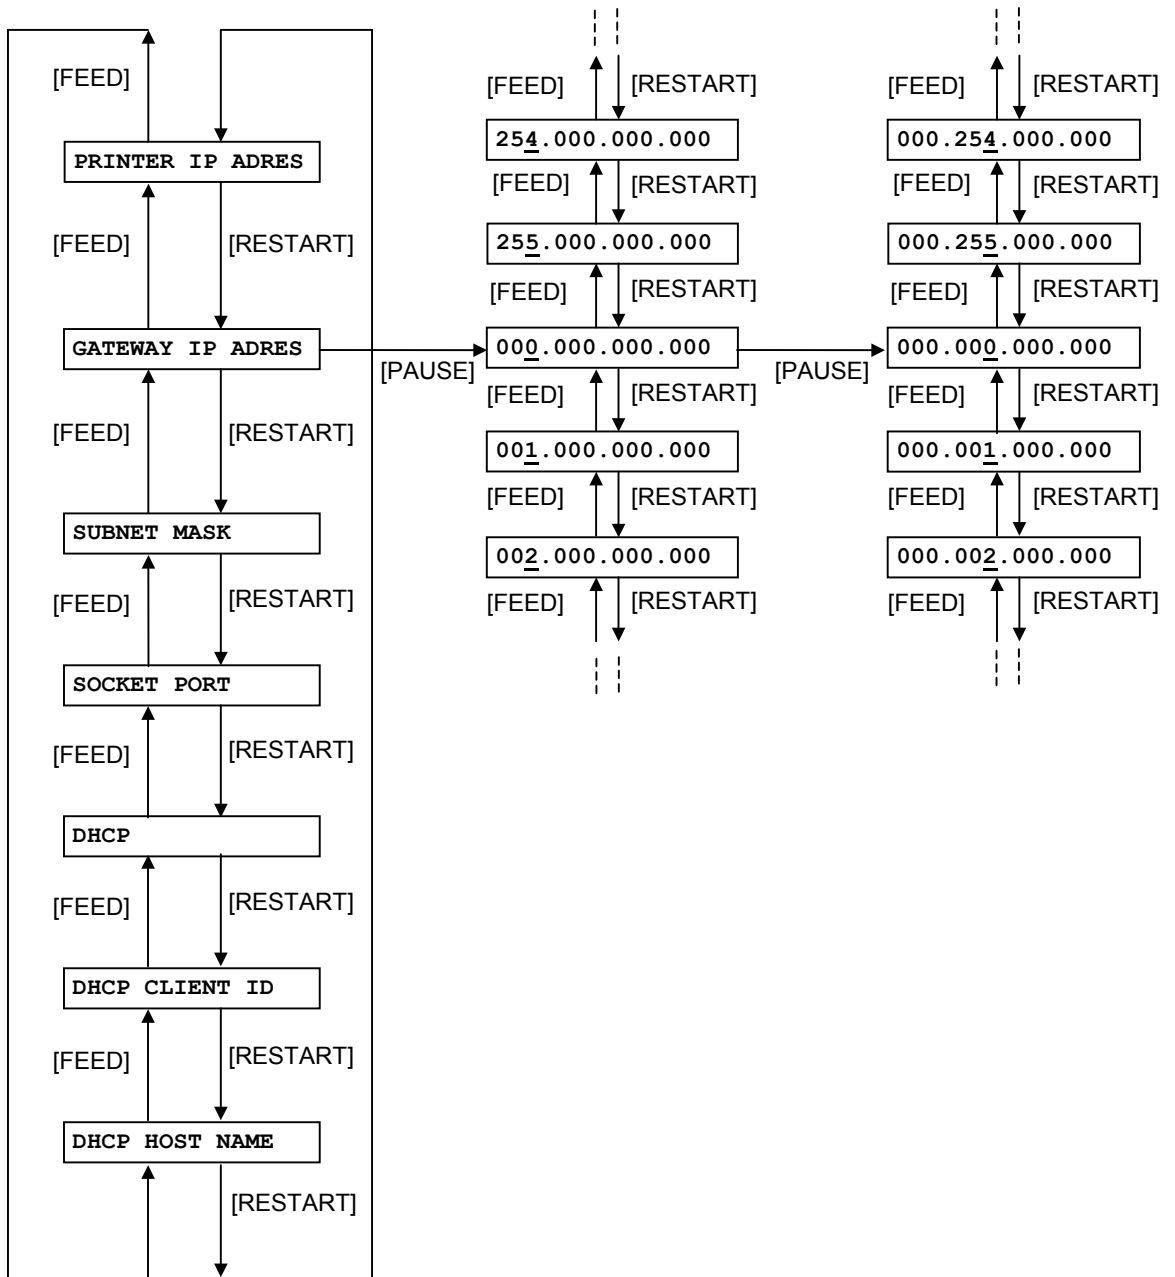 [FEED]
PRINTER IP ADRES
[FEED]
[RESTART]
GATEWAY IP ADRES
[PAUSE]
[FEED]
[RESTART]
SUBNET MASK
[FEED]
[RESTART]
SOCKET PORT
[FEED]
[RESTART]
DHCP
[FEED]
[RESTART]
DHCP CLIENT ID
[FEED]
[RESTART]
DHCP HOST NAME
[RESTART]
[FEED]
[RESTART]
254.000.000.000
[FEED]
[RESTART]
255.000.000.000
[FEED]
[RESTART]
000.000.000.000
[PAUSE]
[FEED]
[RESTART]
001.000.000.000
[FEED]
[RESTART]
002.000.000.000
[FEED]
[RESTART]
[FEED]
[RESTART]
000.254.000.000
[FEED]
[RESTART]
000.255.000.000
[FEED]
[RESTART]
000.000.000.000
[FEED]
[RESTART]
000.001.000.000
[FEED]
[RESTART]
000.002.000.000
[FEED]
[RESTART]